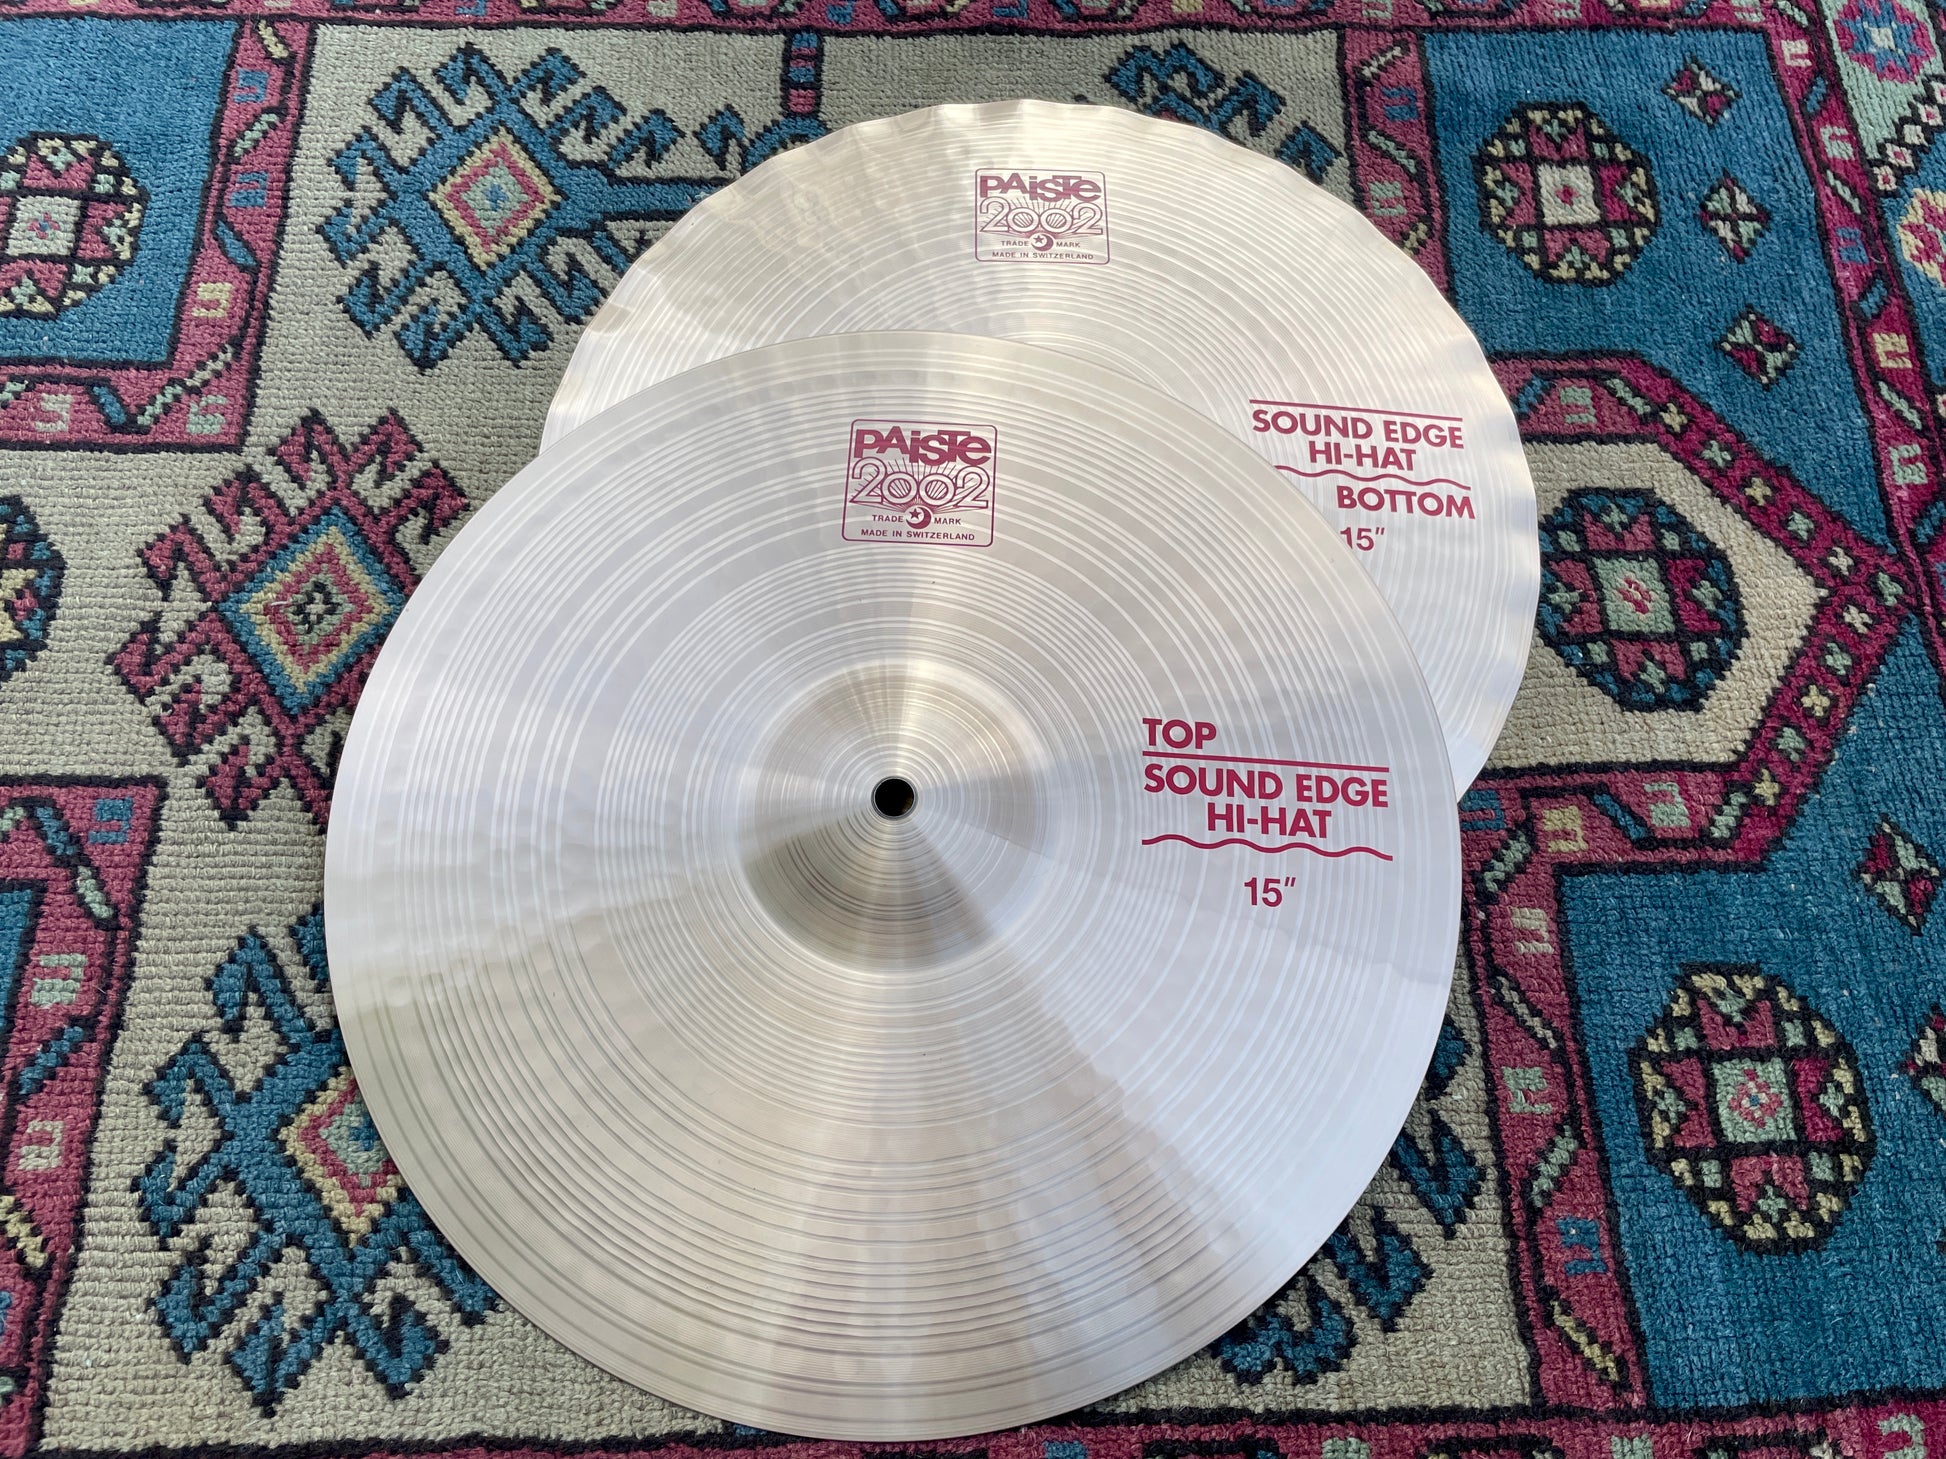 PAiSTe
2002
TRADE MARK
MADE IN SWITZERLAND
SOUND EDGE
HI-HAT
BOTTOM
15"
PAiSTe
2002
TRADE MARK
MADE IN SWITZERLAND
TOP
SOUND EDGE
HI-HAT
15"